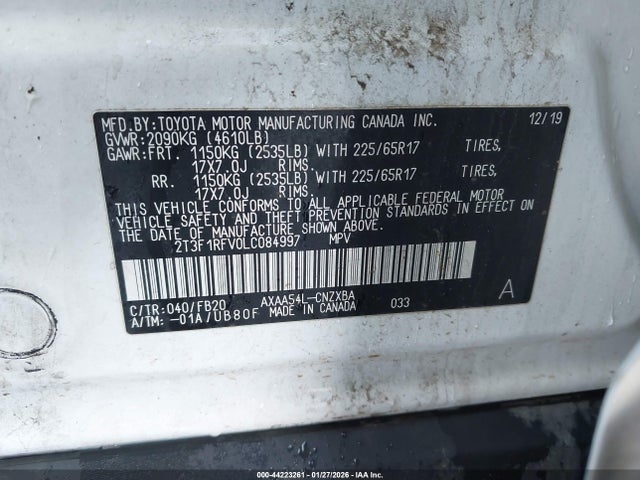 MFD.BY:TOYOTA MOTOR MANUFACTURING CANADA INC. 12/19
GVWR:2090KG (4610LB)
GAWR:FRT. 1150KG (2535LB) WITH 225/65R17 TIRES,
17X7.0J RIMS
RR. 1150KG (2535LB) WITH 225/65R17 TIRES,
17X7.0J RIMS
THIS VEHICLE CONFORMS TO ALL APPLICABLE FEDERAL MOTOR
VEHICLE SAFETY AND THEFT PREVENTION STANDARDS IN EFFECT ON
THE DATE OF MANUFACTURE SHOWN ABOVE.
2T3F1RFV0LC084997 MPV
C/TR:040/FB20 AXAA54L-CNZXBA 033 A
A/TM: -01A/UB80F MADE IN CANADA
000-44223261 - 01/27/2026 - IAA Inc.